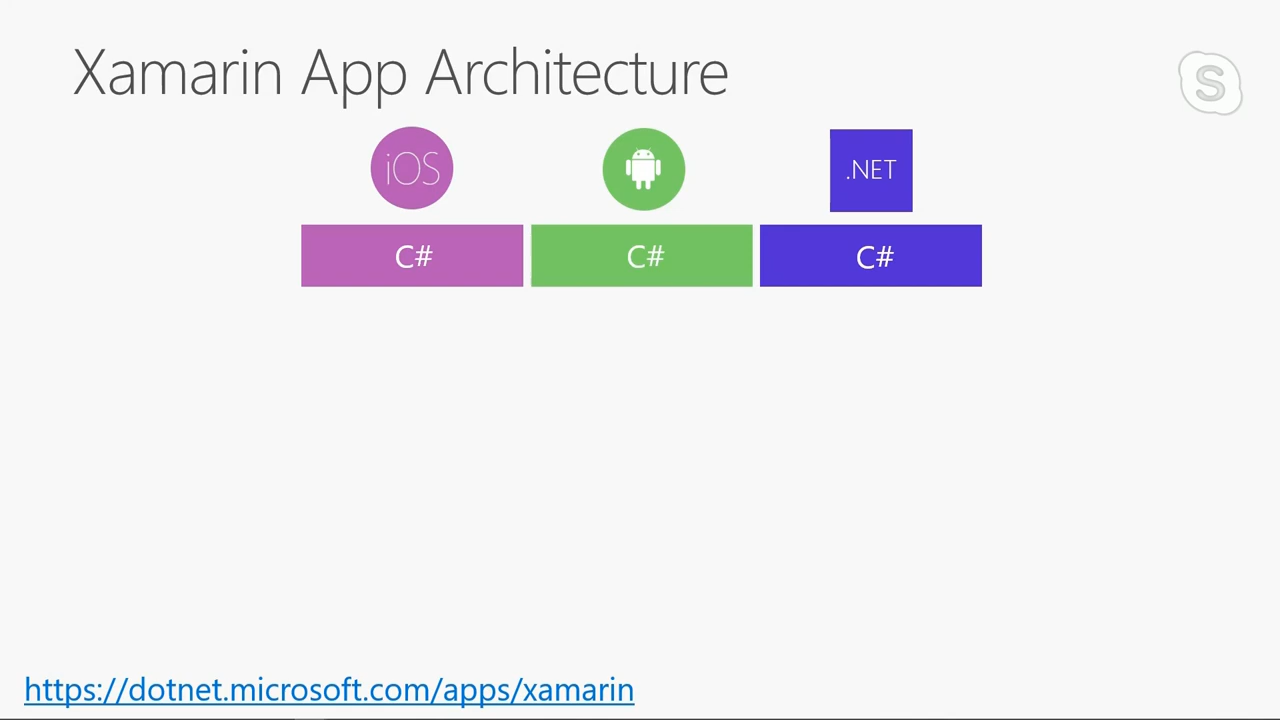 Xamarin App Architecture
S
iOS
.NET
C#
C#
C#
https://dotnet.microsoft.com/apps/xamarin